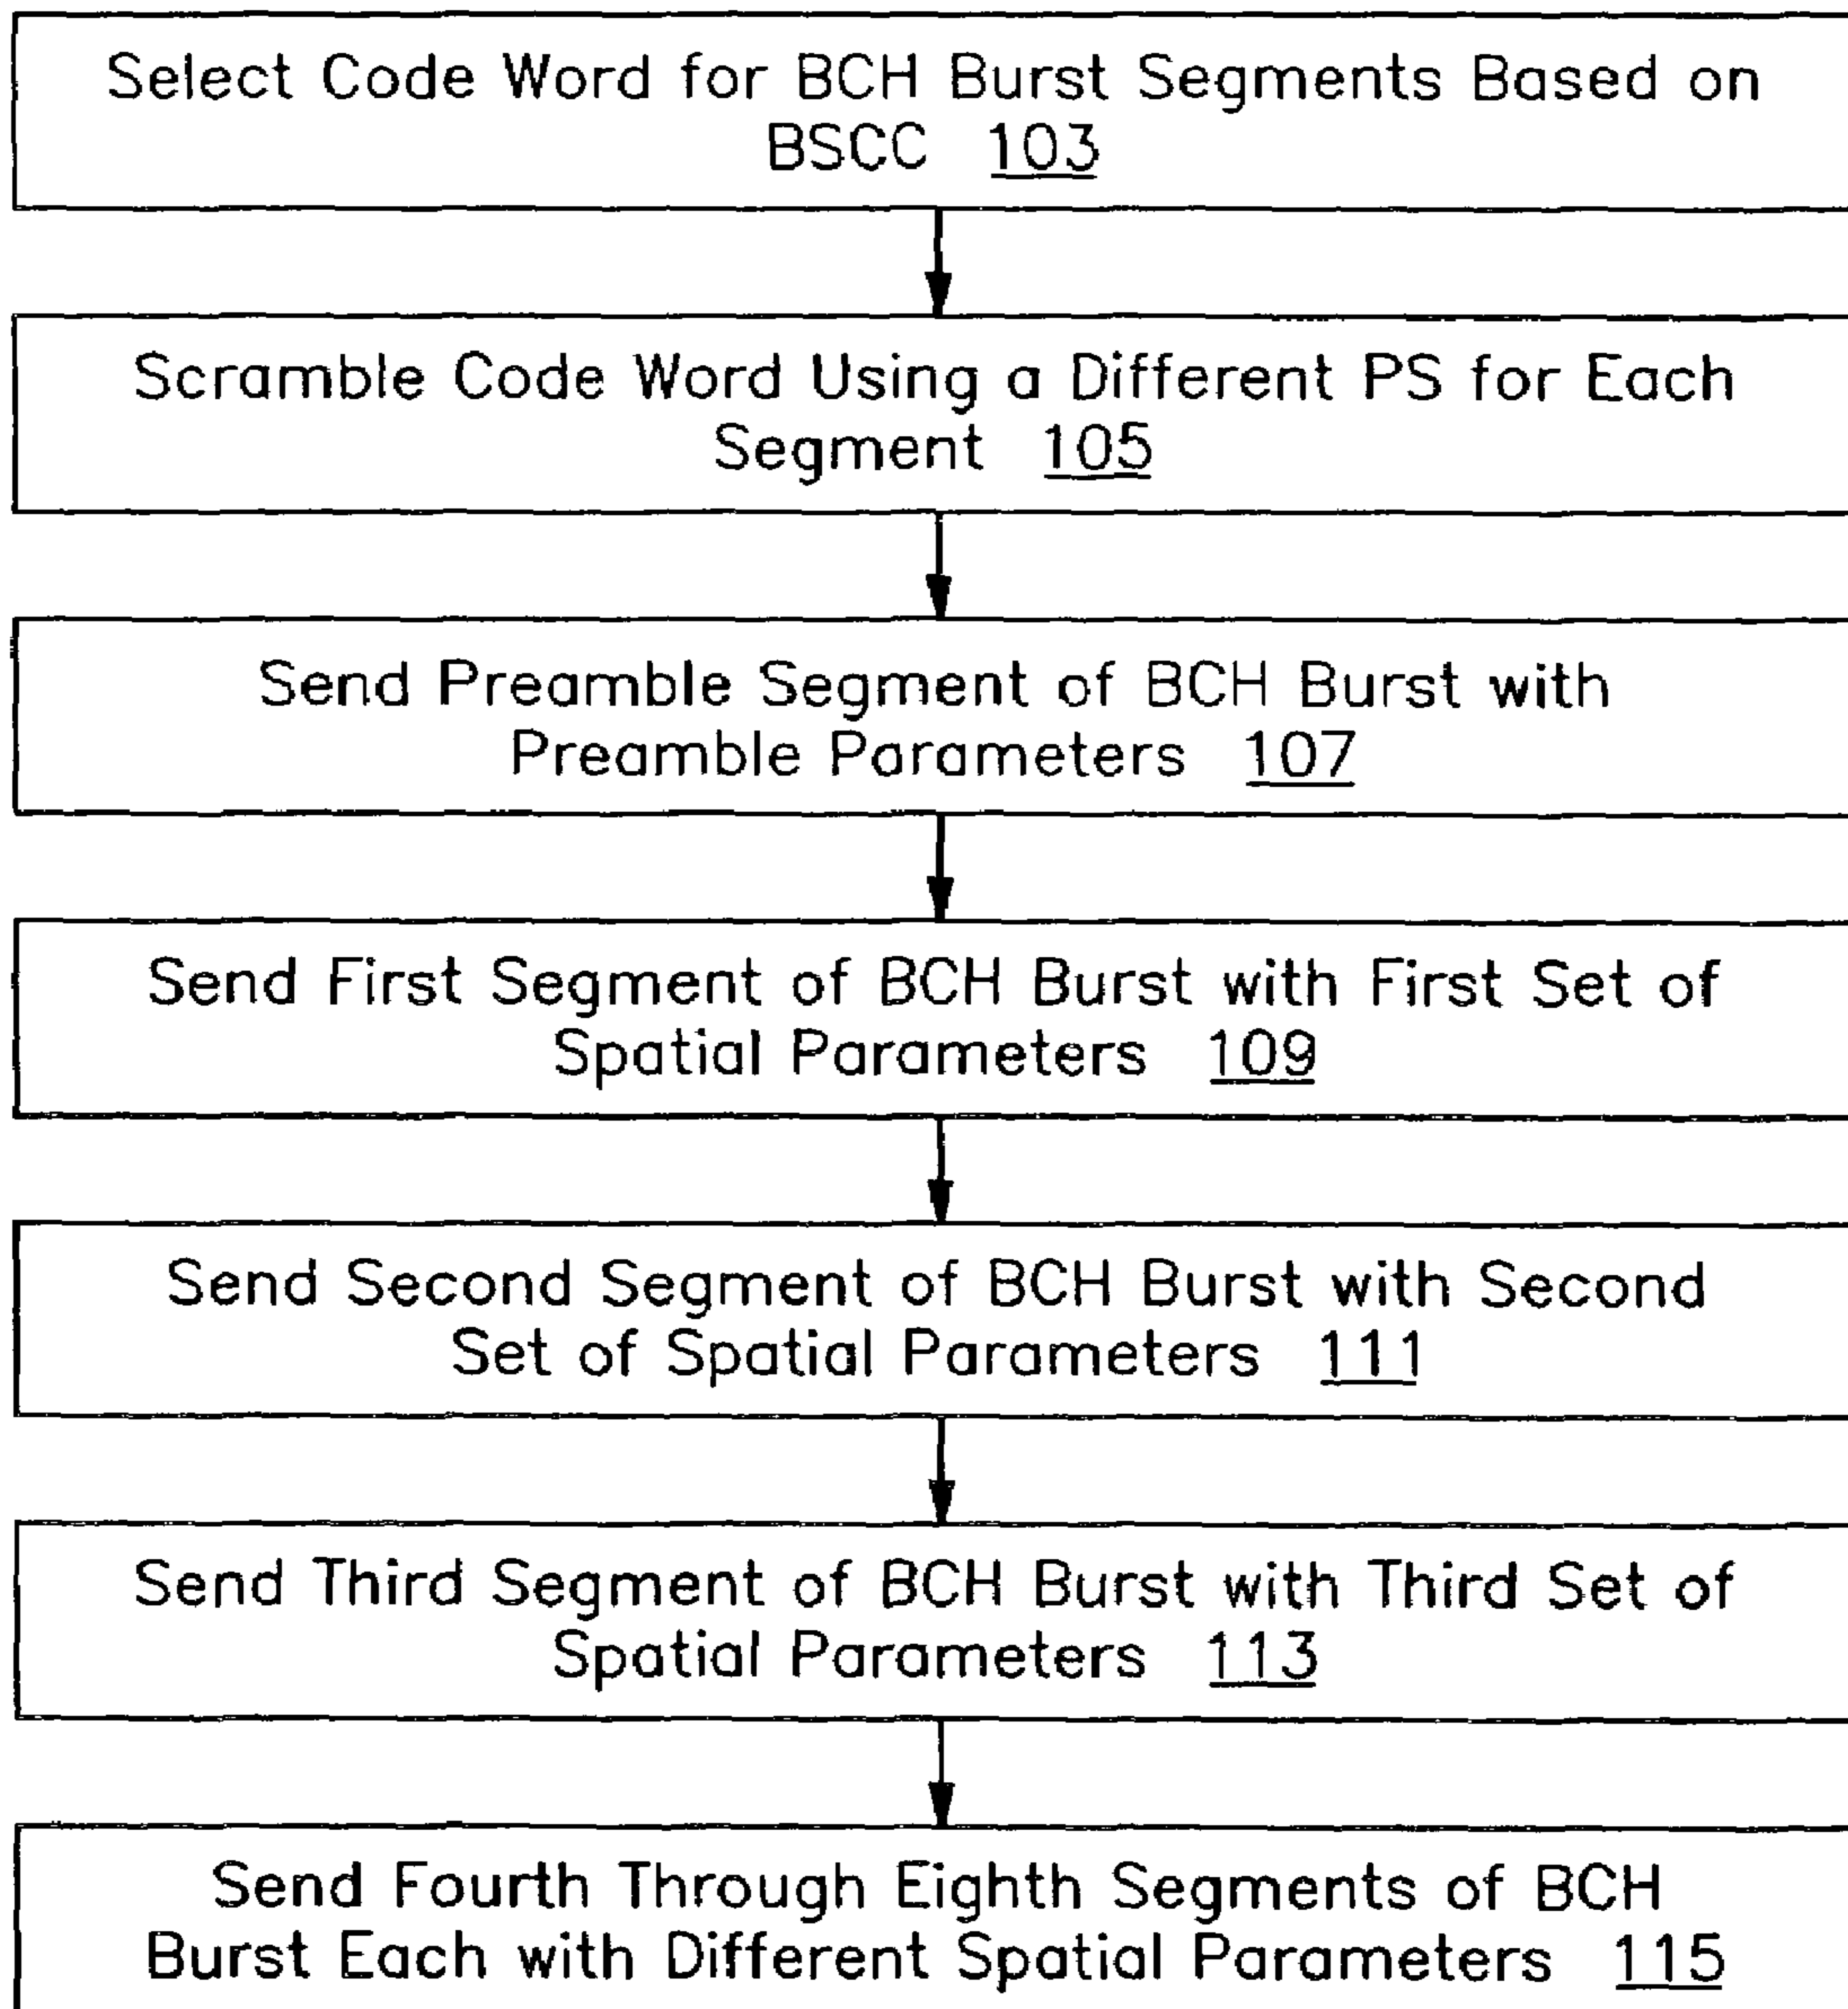 Select Code Word for BCH Burst Segments Based on
BSCC 103
Scramble Code Word Using a Different PS for Each
Segment 105
Send Preamble Segment of BCH Burst with
Preamble Parameters 107
Send First Segment of BCH Burst with First Set of
Spatial Parameters 109
Send Second Segment of BCH Burst with Second
Set of Spatial Parameters 111
Send Third Segment of BCH Burst with Third Set of
Spatial Parameters 113
Send Fourth Through Eighth Segments of BCH
Burst Each with Different Spatial Parameters 115